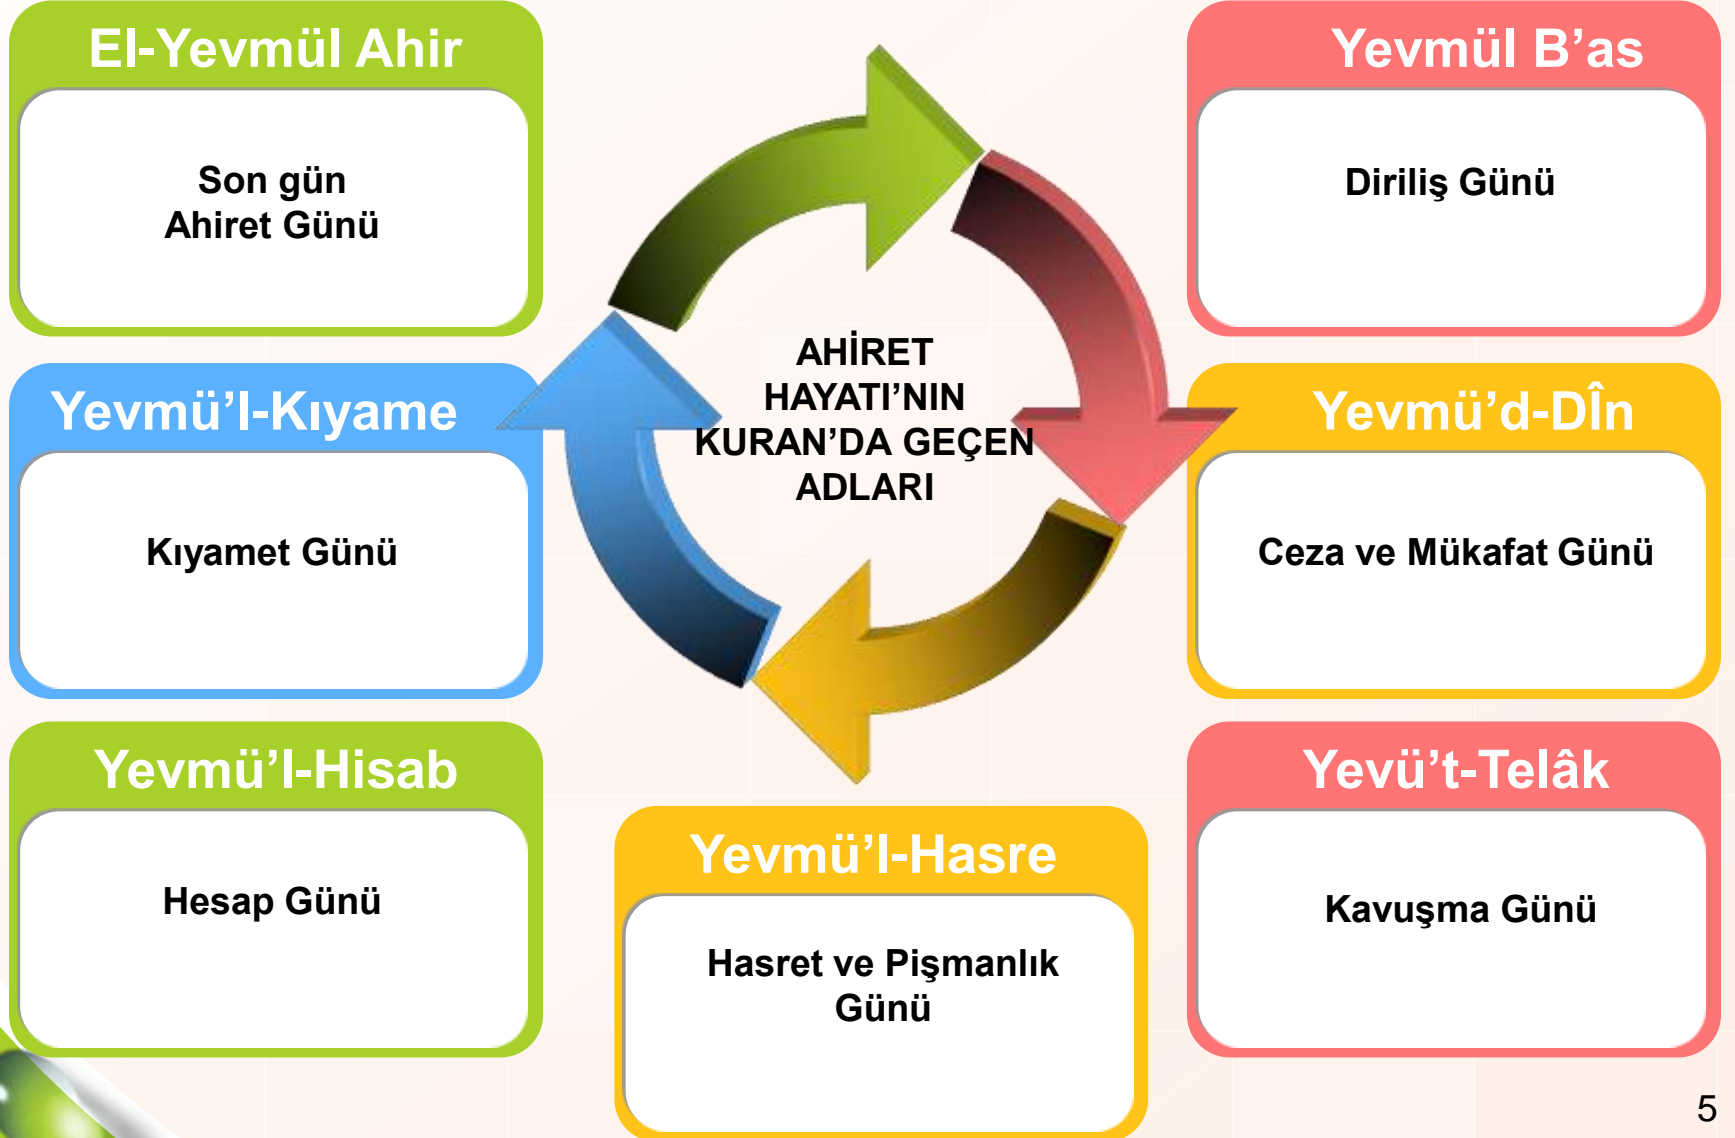 El-Yevmül Ahir
Son gün
Ahiret Günü
Yevmül B’as
Diriliş Günü
AHİRET
HAYATI’NIN
KURAN’DA GEÇEN
ADLARI
Yevmü’l-Kıyame
Kıyamet Günü
Yevmü’d-DÎn
Ceza ve Mükafat Günü
Yevmü’l-Hisab
Hesap Günü
Yevmü’l-Hasre
Hasret ve Pişmanlık
Günü
Yevü’t-Telâk
Kavuşma Günü
5